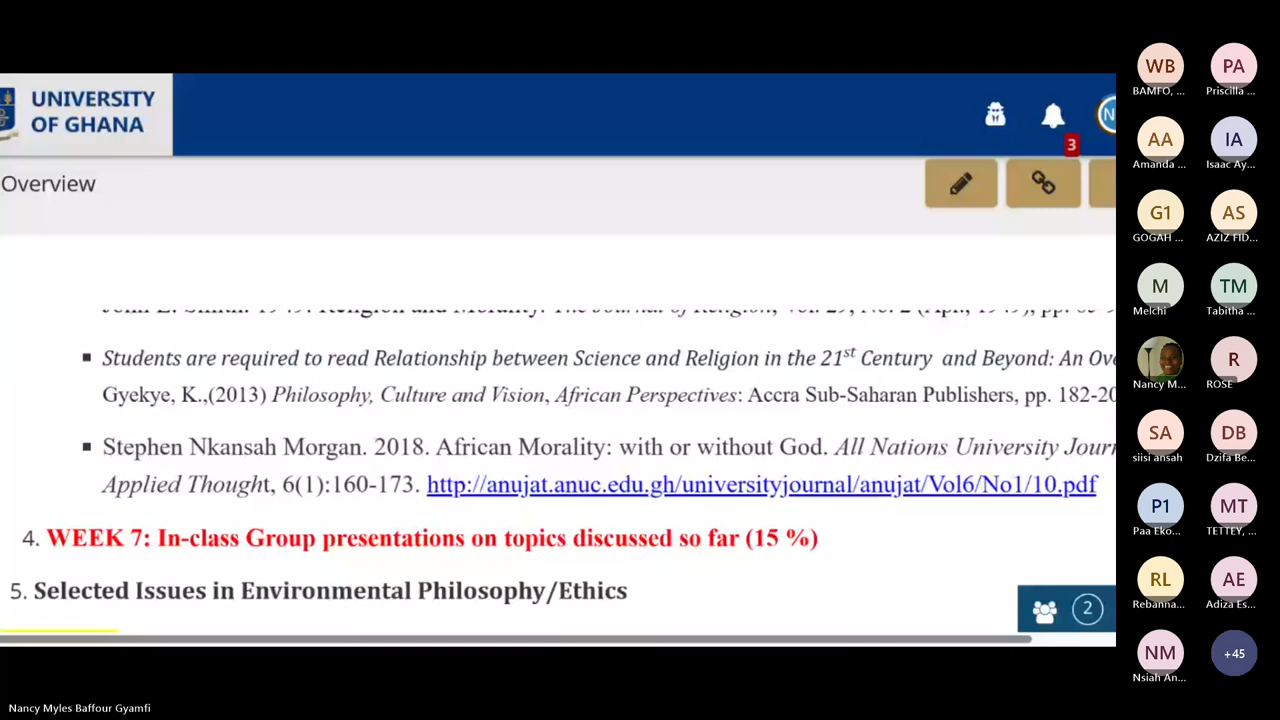 UNIVERSITY
OF GHANA
N
3
Overview
Students are required to read Relationship between Science and Religion in the 21st Century and Beyond: An Ove
Gyekye, K.,(2013) Philosophy, Culture and Vision, African Perspectives: Accra Sub-Saharan Publishers, pp. 182-20
Stephen Nkansah Morgan. 2018. African Morality: with or without God. All Nations University Jour
Applied Thought, 6(1):160-173. http://anujat.anuc.edu.gh/universityjournal/anujat/Vol6/No1/10.pdf
4. WEEK 7: In-class Group presentations on topics discussed so far (15 %)
5. Selected Issues in Environmental Philosophy/Ethics
2
WB PA
BAMFO, ... Priscilla ...
AA IA
Amanda ... Isaac Ay...
G1 AS
GOGAH ... AZIZ FID...
M TM
Melchi Tabitha ...
R
Nancy M... ROSE
SA DB
siisi ansah Dzifa Be...
P1 MT
Paa Eko... TETTEY, ...
RL AE
Rebanna... Adiza Es...
NM +45
Nsiah An...
Nancy Myles Baffour Gyamfi